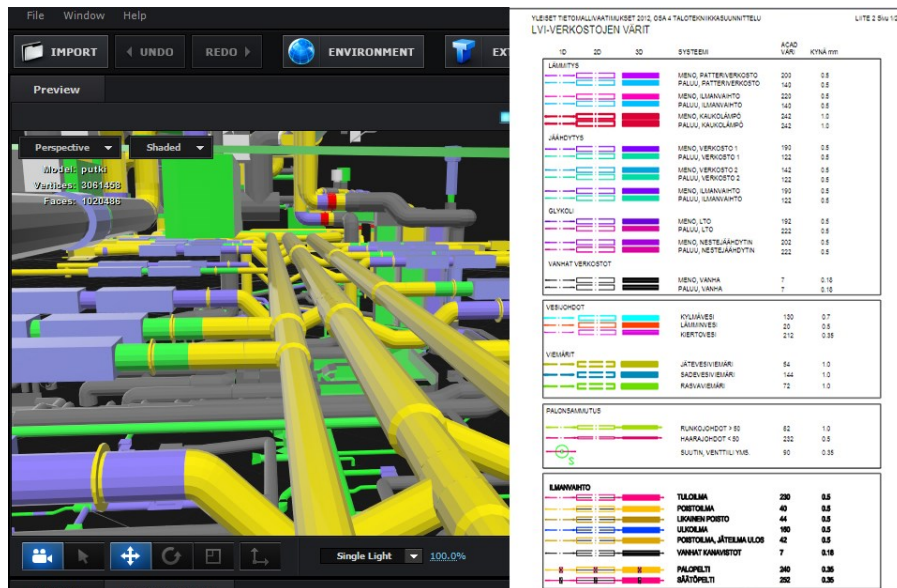 File Window Help
IMPORT
UNDO
REDO
ENVIRONMENT
EXT
Preview
Perspective
Shaded
Model: putki
Vertices: 3061458
Faces: 1020486
Single Light
100.0%
YLEISET TIETOMALLIVAATIMUKSET 2012, OSA 4 TALOTEKNIIKKASUUNNITTELU LIITE 2 Sivu 1/2
LVI-VERKOSTOJEN VÄRIT
1D 2D 3D SYSTEEMI ACAD VÄRI KYNÄ mm
LÄMMITYS
MENO, PATTERIVERKOSTO 200 0.5
PALUU, PATTERIVERKOSTO 140 0.5
MENO, ILMANVAIHTO 220 0.5
PALUU, ILMANVAIHTO 140 0.5
MENO, KAUKOLÄMPÖ 242 1.0
PALUU, KAUKOLÄMPÖ 242 1.0
JÄÄHDYTYS
MENO, VERKOSTO 1 190 0.5
PALUU, VERKOSTO 1 122 0.5
MENO, VERKOSTO 2 142 0.5
PALUU, VERKOSTO 2 122 0.5
MENO, ILMANVAIHTO 190 0.5
PALUU, ILMANVAIHTO 122 0.5
GLYKOLI
MENO, LTO 192 0.5
PALUU, LTO 222 0.5
MENO, NESTEJÄÄHDYTIN 202 0.5
PALUU, NESTEJÄÄHDYTIN 222 0.5
VANHAT VERKOSTOT
MENO, VANHA 7 0.18
PALUU, VANHA 7 0.18
VESIJOHDOT
KYLMÄVESI 130 0.7
LÄMMINVESI 20 0.5
KIERTOVESI 212 0.35
VIEMÄRIT
JÄTEVESIVIEMÄRI 54 1.0
SADEVESIVIEMÄRI 144 1.0
RASVAVIEMÄRI 72 1.0
PALONSAMMUTUS
RUNKOJOHDOT > 50 62 1.0
HAARAJOHDOT < 50 232 0.5
S SUUTIN, VENTTIILI YMS. 90 0.35
ILMANVAIHTO
TULOILMA 230 0.5
POISTOILMA 40 0.5
LIKAINEN POISTO 44 0.5
ULKOILMA 160 0.5
POISTOILMA, JÄTEILMA ULOS 42 0.5
VANHAT KANAVISTOT 7 0.18
PALOPELTI 240 0.35
SÄÄTÖPELTI 252 0.35